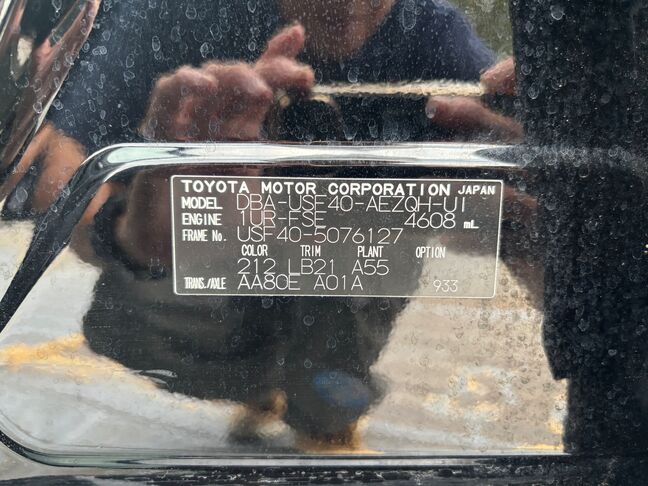 TOYOTA MOTOR CORPORATION JAPAN
MODEL DBA-USF40-AEZQH-UI
ENGINE 1UR-FSE 4608 mL
FRAME No. USF40-5076127
COLOR TRIM PLANT OPTION
212 LB21 A55
TRANS./AXLE AA80E A01A 933